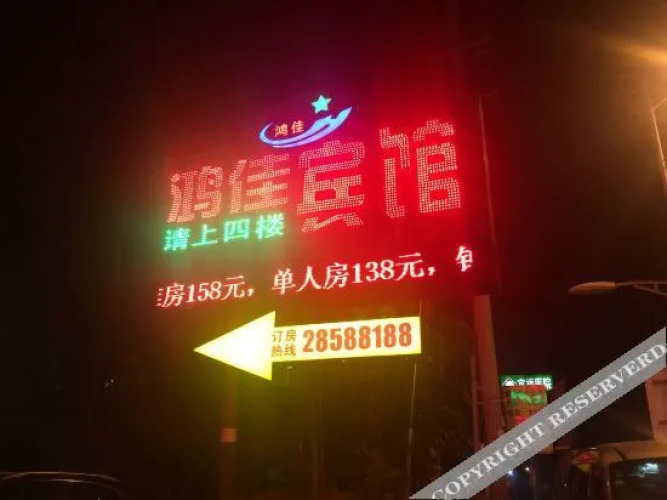 鸿佳
鸿佳宾馆
请上四楼
房158元，单人房138元，
订房
热线 28588188
COPYRIGHT RESERVED